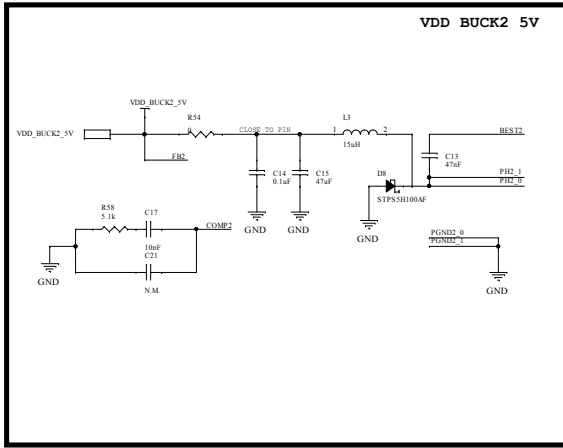 VDD BUCK2 5V
VDD_BUCK2_5V
R54
L3
VDD_BUCK2_5V
0
CLOSE TO PIN
1
2
BEST2
15uH
FB2
C13
47nF
C14
0.1uF
C15
47uF
D8
STPS5H100AF
PH2_1
PH2_0
R58
5.1k
C17
COMP2
GND
GND
GND
10nF
C21
PGND2_0
PGND2_1
GND
N.M.
GND